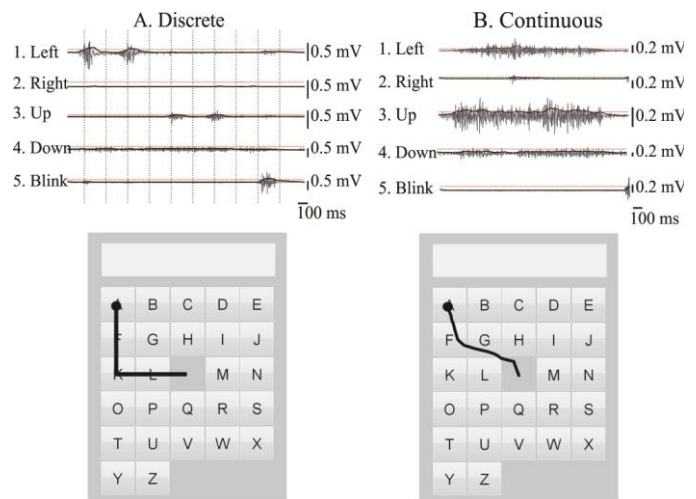 A. Discrete
1. Left
0.5 mV
2. Right
0.5 mV
3. Up
0.5 mV
4. Down
0.5 mV
5. Blink
0.5 mV
100 ms
A B C D E
F G H I J
K L M N
O P Q R S
T U V W X
Y Z
B. Continuous
1. Left
0.2 mV
2. Right
0.2 mV
3. Up
0.2 mV
4. Down
0.2 mV
5. Blink
0.2 mV
100 ms
A B C D E
F G H I J
K L M N
O P Q R S
T U V W X
Y Z